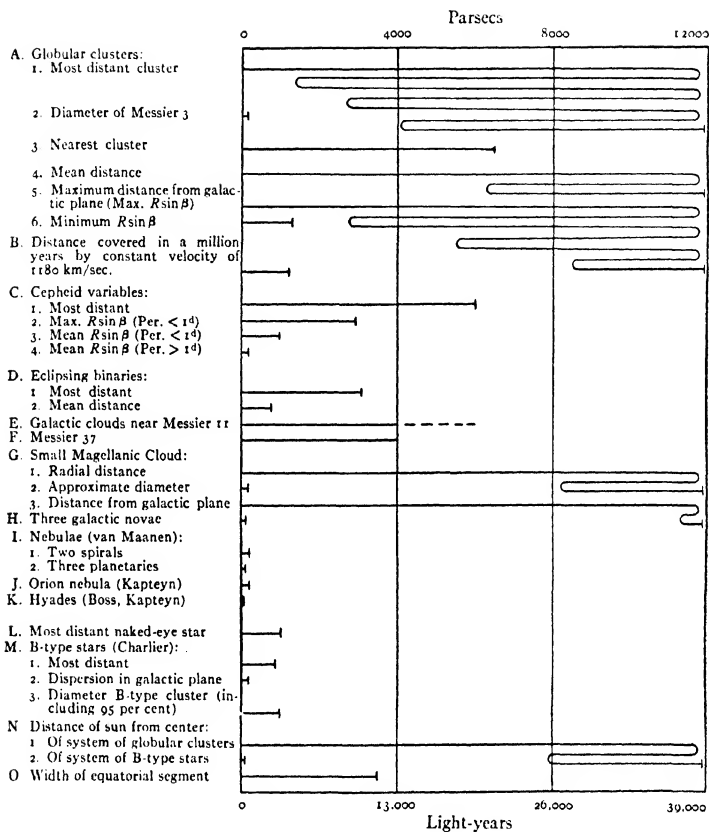 Parsecs
0 4000 8000 12000
A. Globular clusters:
1. Most distant cluster
2. Diameter of Messier 3
3 Nearest cluster
4. Mean distance
5. Maximum distance from galac-
tic plane (Max. R sin β)
6. Minimum R sin β
B. Distance covered in a million
years by constant velocity of
1180 km/sec.
C. Cepheid variables:
1. Most distant
2. Max. R sin β (Per. < 1d)
3. Mean R sin β (Per. < 1d)
4. Mean R sin β (Per. > 1d)
D. Eclipsing binaries:
1 Most distant
2. Mean distance
E. Galactic clouds near Messier 11
F. Messier 37
G. Small Magellanic Cloud:
1. Radial distance
2. Approximate diameter
3. Distance from galactic plane
H. Three galactic novae
I. Nebulae (van Maanen):
1. Two spirals
2. Three planetaries
J. Orion nebula (Kapteyn)
K. Hyades (Boss, Kapteyn)
L. Most distant naked-eye star
M. B-type stars (Charlier):
1. Most distant
2. Dispersion in galactic plane
3. Diameter B-type cluster (in-
cluding 95 per cent)
N Distance of sun from center:
1 Of system of globular clusters
2. Of system of B-type stars
O Width of equatorial segment
0 13,000 26,000 39,000
Light-years